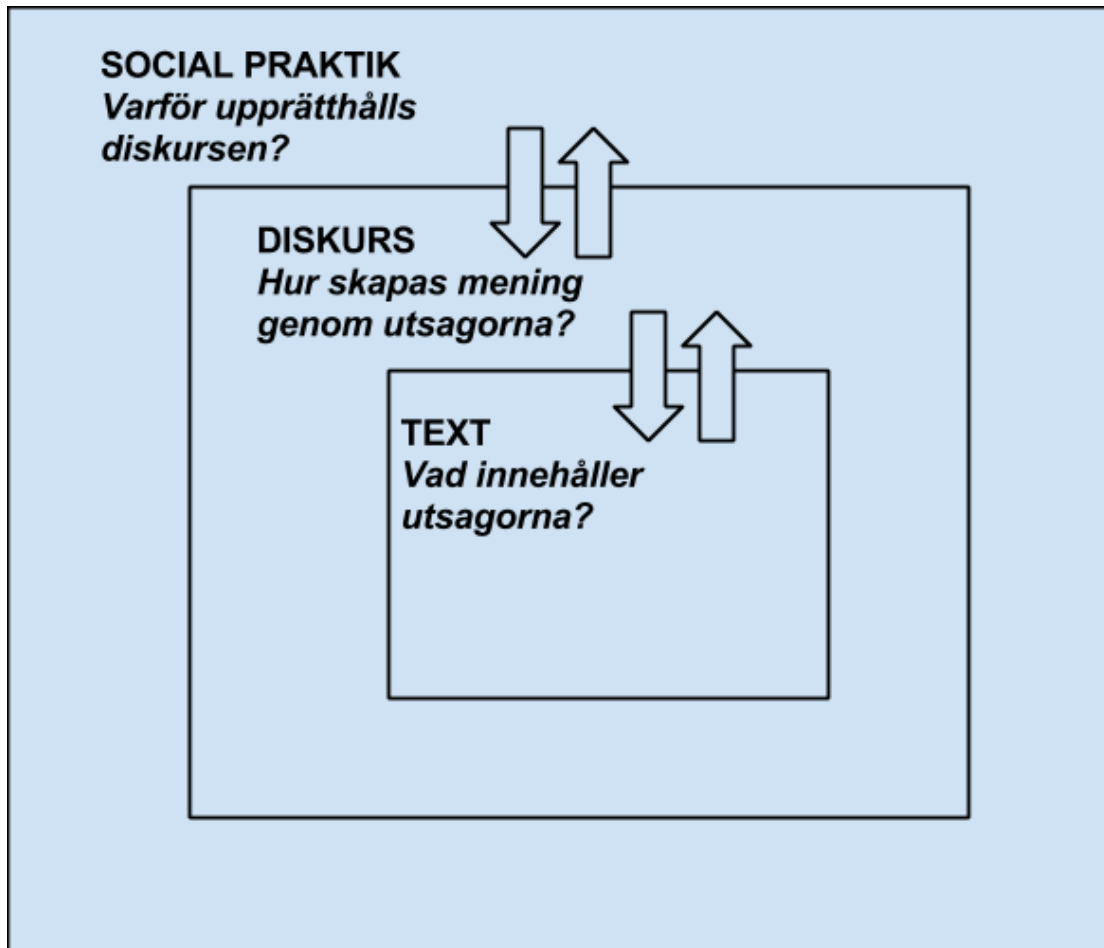 SOCIAL PRAKTIK
Varför upprätthålls
diskursen?
DISKURS
Hur skapas mening
genom utsagorna?
TEXT
Vad innehåller
utsagorna?